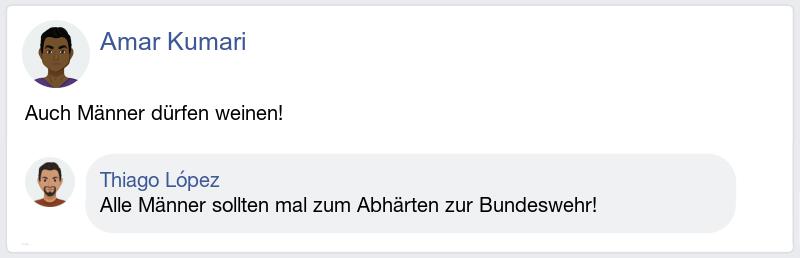 Amar Kumari
Auch Männer dürfen weinen!
Thiago López
Alle Männer sollten mal zum Abhärten zur Bundeswehr!